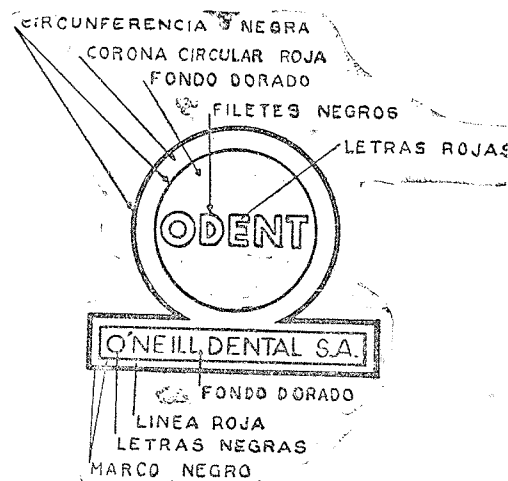 CIRCUNFERENCIA NEGRA
CORONA CIRCULAR ROJA
FONDO DORADO
FILETES NEGROS
LETRAS ROJAS
ODENT
O'NEILL DENTAL S.A.
FONDO DORADO
LINEA ROJA
LETRAS NEGRAS
MARCO NEGRO